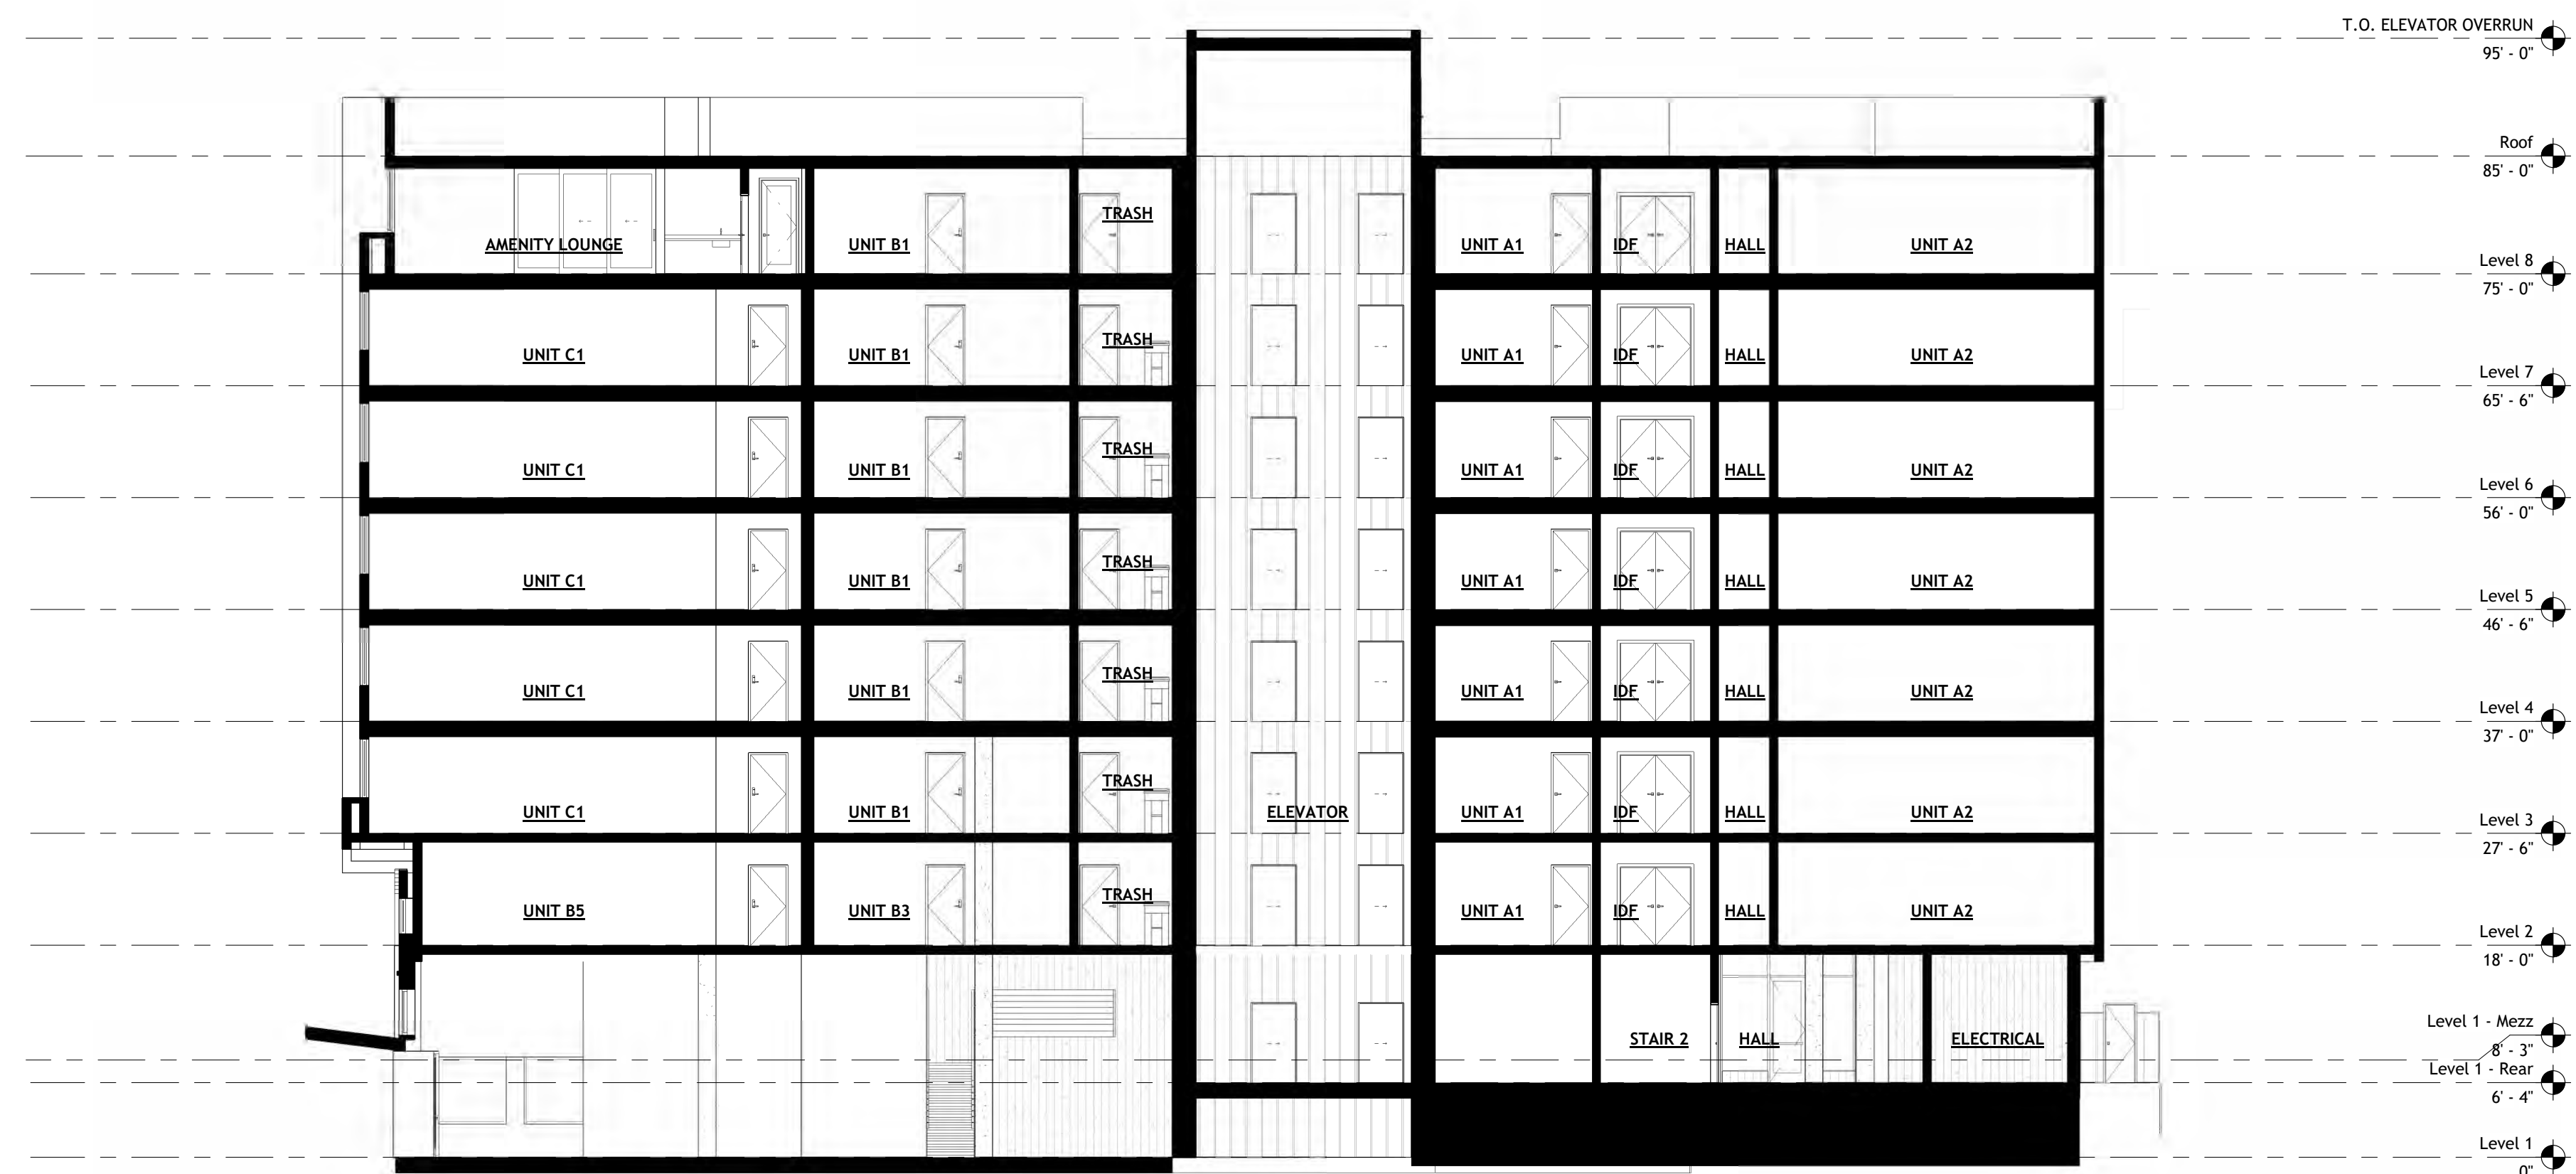 T.O. ELEVATOR OVERRUN
95' - 0"
Roof
85' - 0"
TRASH
AMENITY LOUNGE UNIT B1 UNIT A1 IDF HALL UNIT A2
Level 8
75' - 0"
TRASH
UNIT C1 UNIT B1 UNIT A1 IDF HALL UNIT A2
Level 7
65' - 6"
TRASH
UNIT C1 UNIT B1 UNIT A1 IDF HALL UNIT A2
Level 6
56' - 0"
TRASH
UNIT C1 UNIT B1 UNIT A1 IDF HALL UNIT A2
Level 5
46' - 6"
TRASH
UNIT C1 UNIT B1 UNIT A1 IDF HALL UNIT A2
Level 4
37' - 0"
TRASH
UNIT C1 UNIT B1 ELEVATOR UNIT A1 IDF HALL UNIT A2
Level 3
27' - 6"
TRASH
UNIT B5 UNIT B3 UNIT A1 IDF HALL UNIT A2
Level 2
18' - 0"
Level 1 - Mezz
8' - 3"
STAIR 2 HALL ELECTRICAL
Level 1 - Rear
6' - 4"
Level 1
0"